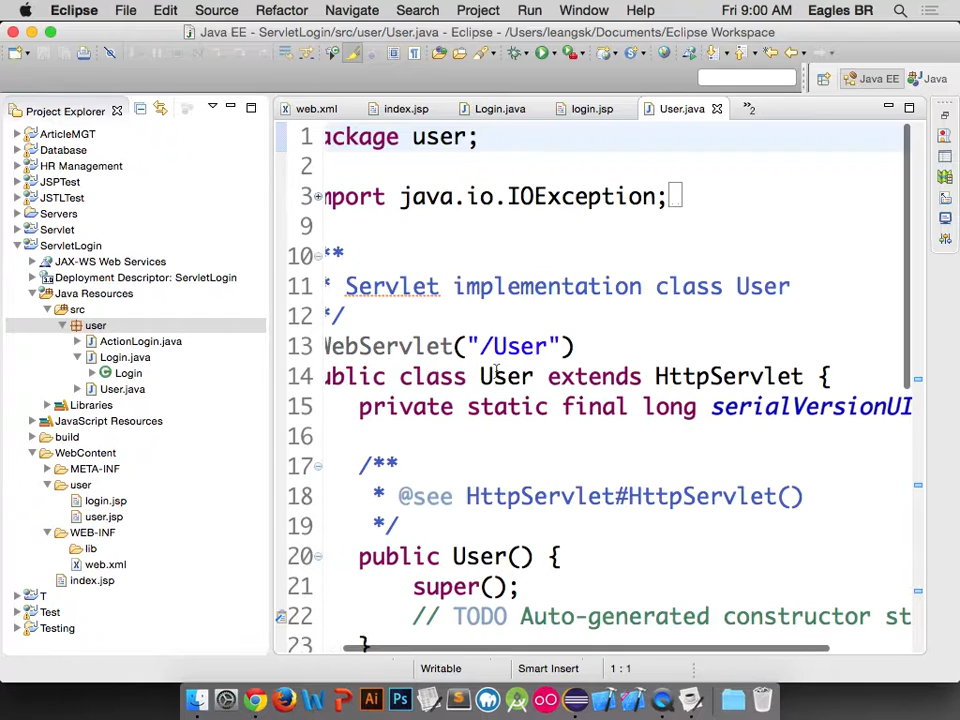 Eclipse File Edit Source Refactor Navigate Search Project Run Window Help Fri 9:00 AM Eagles BR
Java EE - ServletLogin/src/user/User.java - Eclipse - /Users/leangsk/Documents/Eclipse Workspace
Java EE Java
Project Explorer
web.xml index.jsp Login.java login.jsp User.java »2
ArticleMGT
Database
HR Management
JSPTest
JSTLTest
Servers
Servlet
ServletLogin
JAX-WS Web Services
Deployment Descriptor: ServletLogin
Java Resources
src
user
ActionLogin.java
Login.java
Login
User.java
Libraries
JavaScript Resources
build
WebContent
META-INF
user
login.jsp
user.jsp
WEB-INF
lib
web.xml
index.jsp
T
Test
Testing
1 ackage user;
2
3 mport java.io.IOException;
9
10 **
11 * Servlet implementation class User
12 */
13 WebServlet("/User")
14 ublic class User extends HttpServlet {
15 private static final long serialVersionUI
16
17 /**
18 * @see HttpServlet#HttpServlet()
19 */
20 public User() {
21 super();
22 // TODO Auto-generated constructor st
23 }
Writable Smart Insert 1 : 1
Ai Ps